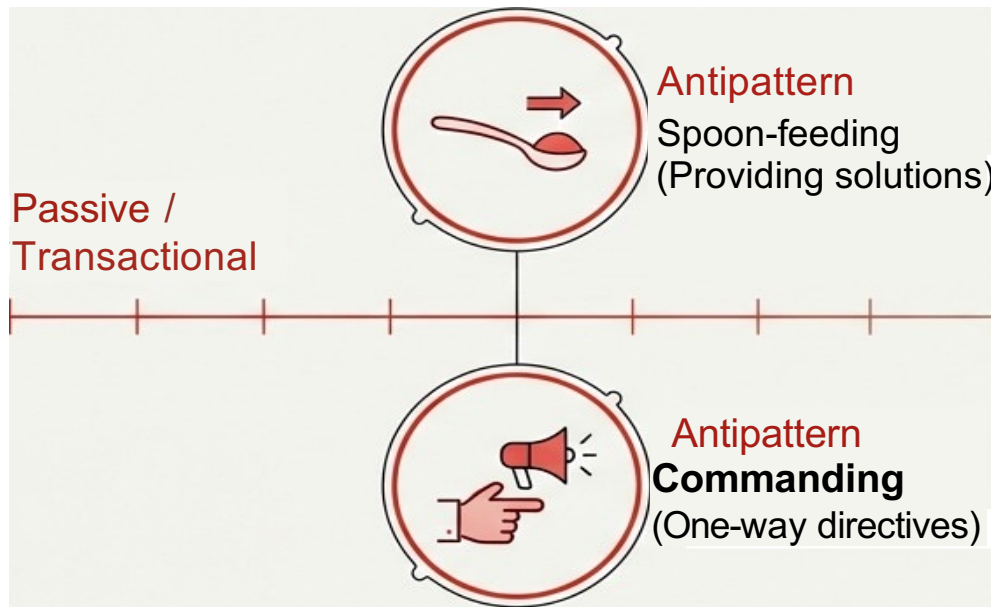 Antipattern
Spoon-feeding
(Providing solutions)
Passive /
Transactional
Antipattern
Commanding
(One-way directives)